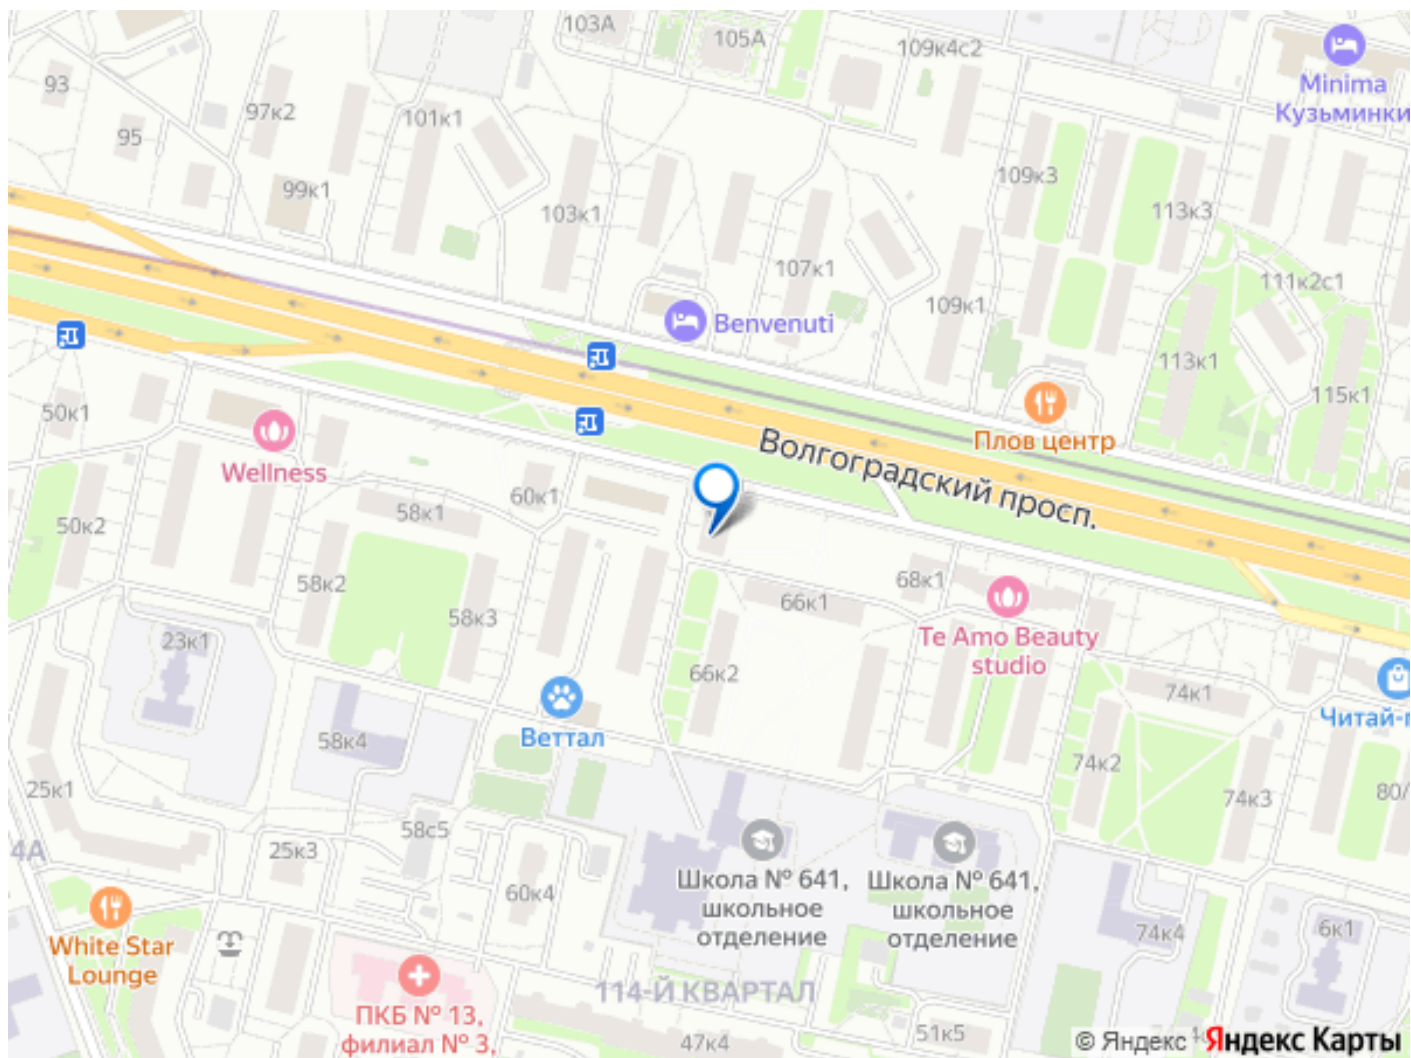 103А
105А
109к4с2
Minima
Кузьминки
93
97к2
101к1
95
99к1
103к1
109к3
113к3
107к1
111к2с1
109к1
Benvenuti
113к1
115к1
50к1
Wellness
Плов центр
Волгоградский просп.
60к1
58к1
50к2
58к2
58к3
68к1
66к1
23к1
Te Amo Beauty
studio
66к2
74к1
Читай-г
Веттал
58к4
74к2
25к1
74к3
80/
58с5
4А
25к3
60к4
Школа № 641,
школьное
отделение
Школа № 641,
школьное
отделение
White Star
Lounge
74к4
6к1
114-Й КВАРТАЛ
ПКБ № 13,
филиал № 3,
47к4
51к5
© Яндекс Яндекс Карты